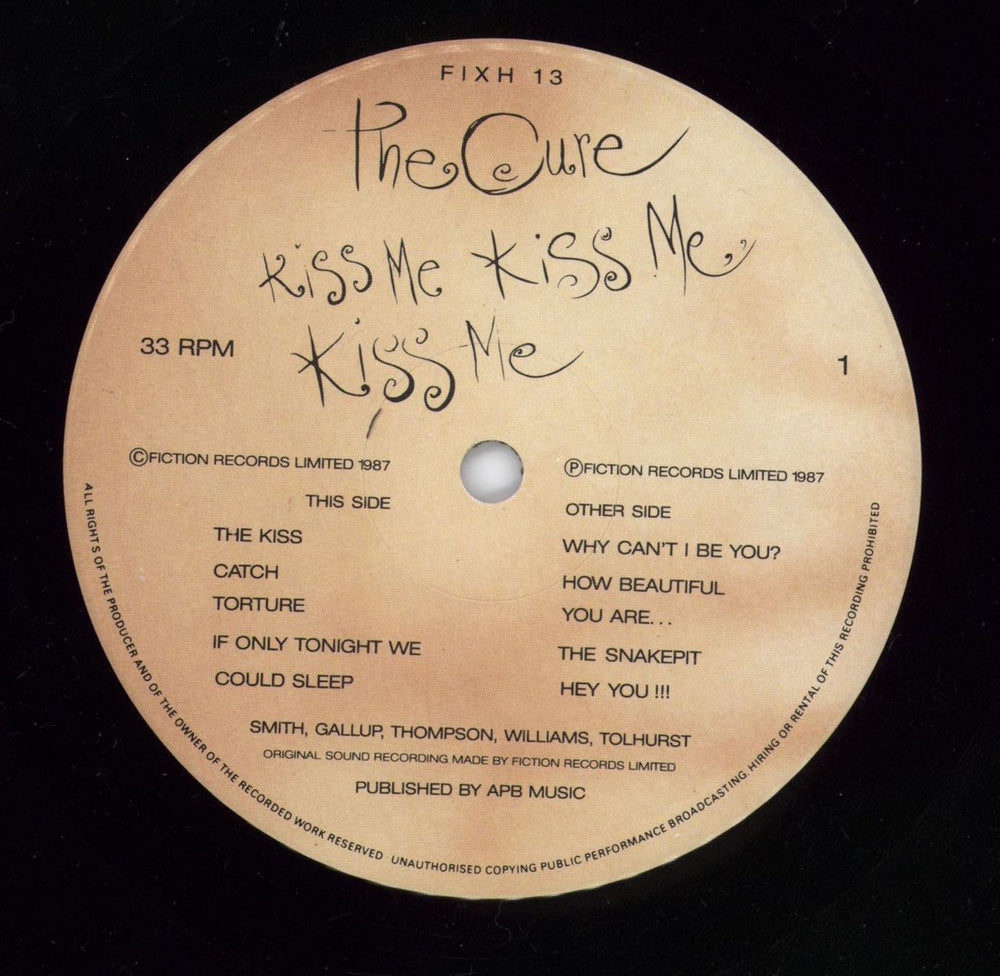 FIXH 13
The Cure
Kiss Me Kiss Me
Kiss Me
33 RPM
1
ⒸFICTION RECORDS LIMITED 1987
THIS SIDE
THE KISS
CATCH
TORTURE
IF ONLY TONIGHT WE
COULD SLEEP
ⓅFICTION RECORDS LIMITED 1987
OTHER SIDE
WHY CAN'T I BE YOU?
HOW BEAUTIFUL
YOU ARE...
THE SNAKEPIT
HEY YOU !!!
SMITH, GALLUP, THOMPSON, WILLIAMS, TOLHURST
ORIGINAL SOUND RECORDING MADE BY FICTION RECORDS LIMITED
PUBLISHED BY APB MUSIC
ALL RIGHTS OF THE PRODUCER AND OF THE OWNER OF THE RECORDED WORK RESERVED UNAUTHORISED COPYING PUBLIC PERFORMANCE BROADCASTING. HIRING OR RENTAL OF THIS RECORDING PROHIBITED